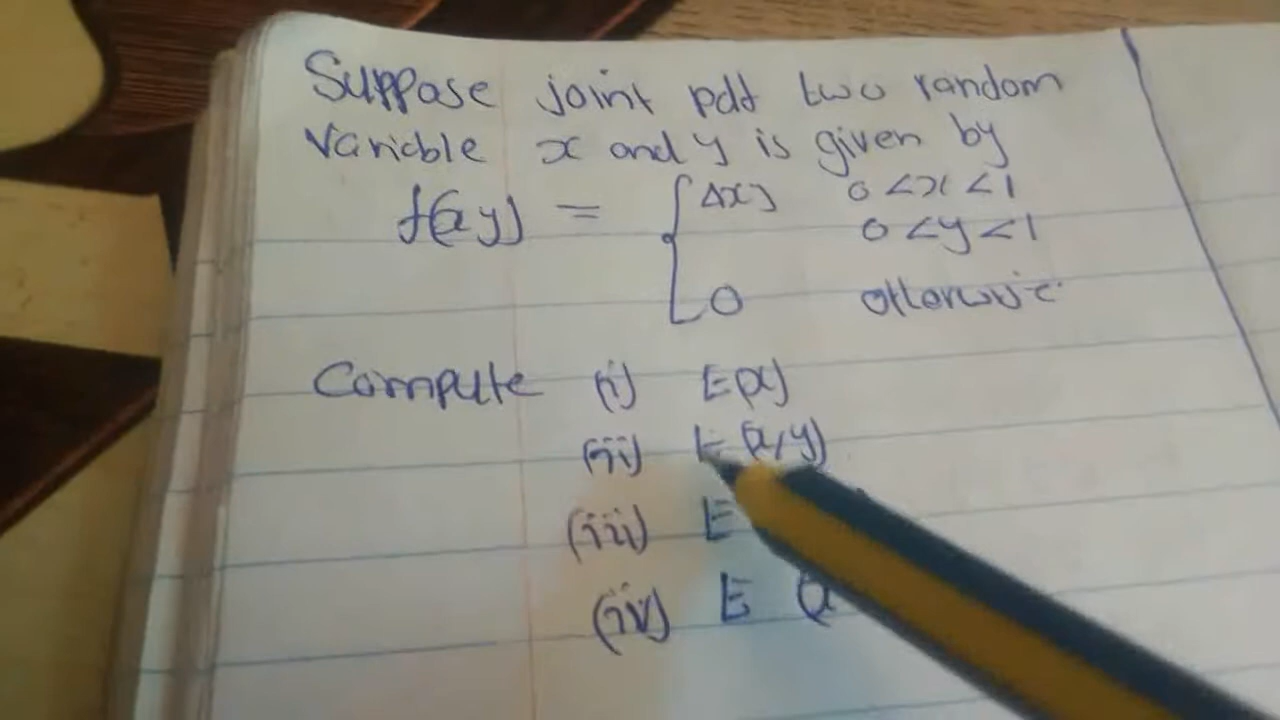 Suppose joint pdf two random
variable x and y is given by
f(x y) = { 4xy 0 < x < 1
0 < y < 1
0 otherwise
Compute (i) E(x)
(ii) E(x,y)
(iii) E
(iv) E (x